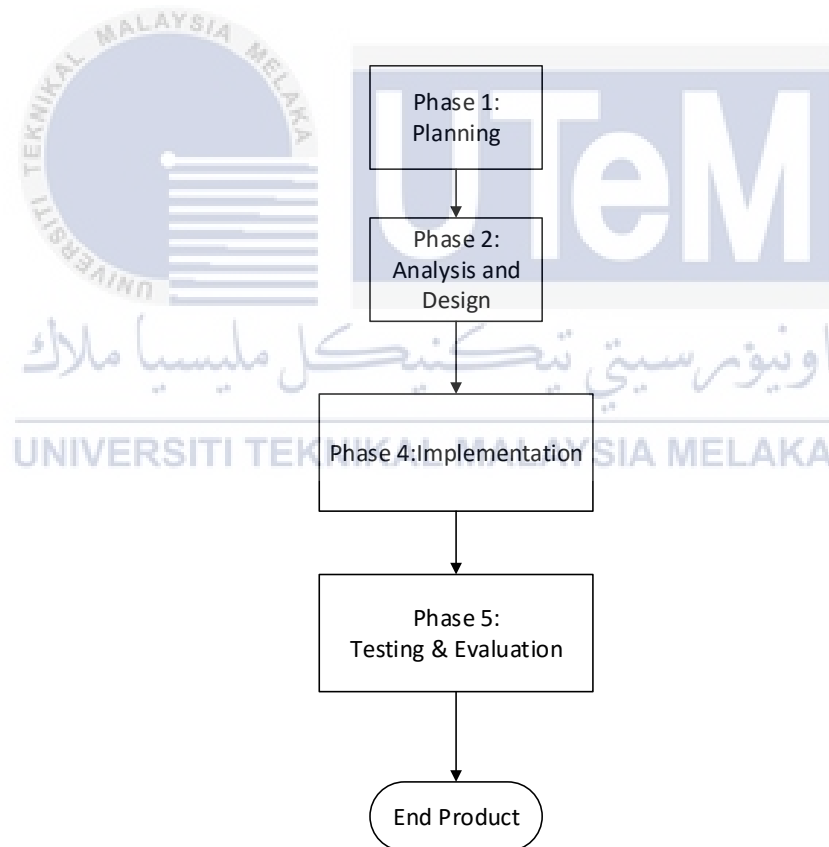 UNIVERSITI TEKNIKAL MALAYSIA MELAKA
UTeM
Phase 1:
Planning
Phase 2:
Analysis and
Design
اونيۏرسيتي تيکنيکل مليسيا ملاك
UNIVERSITI TEKNIKAL MALAYSIA MELAKA
Phase 4:Implementation
Phase 5:
Testing & Evaluation
End Product